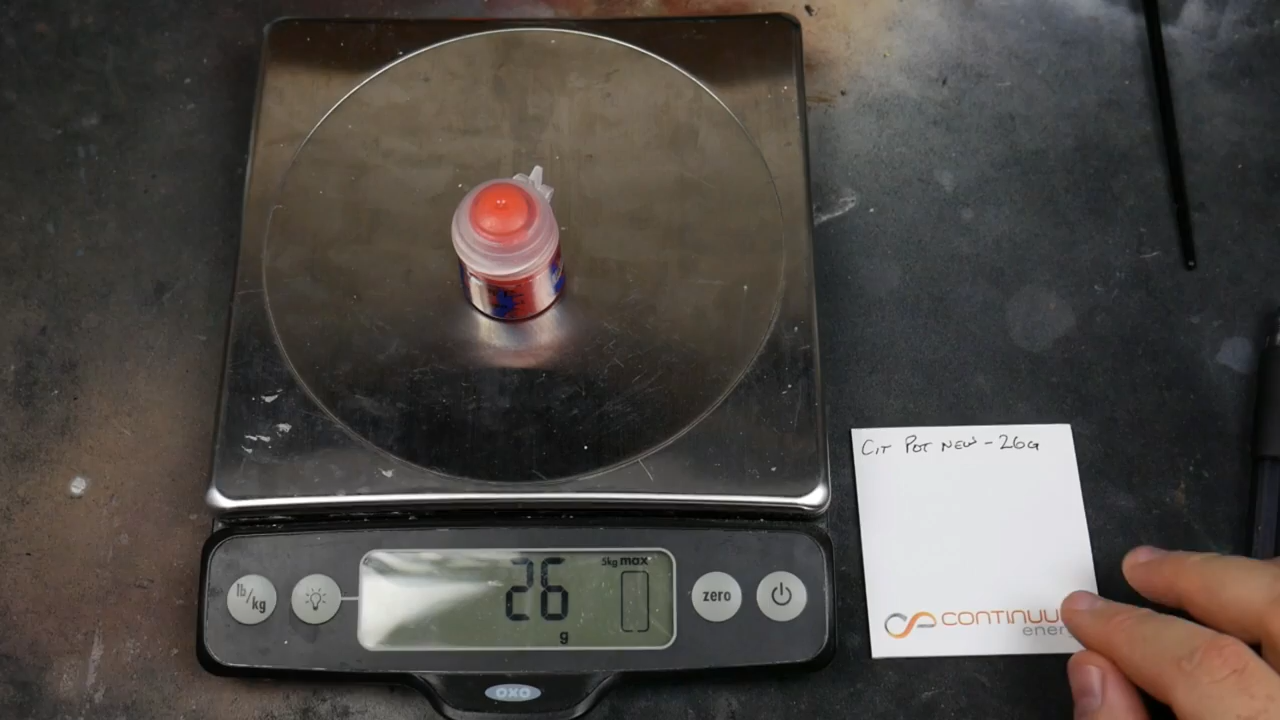 CIT POT NEW - 26G
lb/kg
26
g
5kg max
zero
OXO
CONTINUU
energ